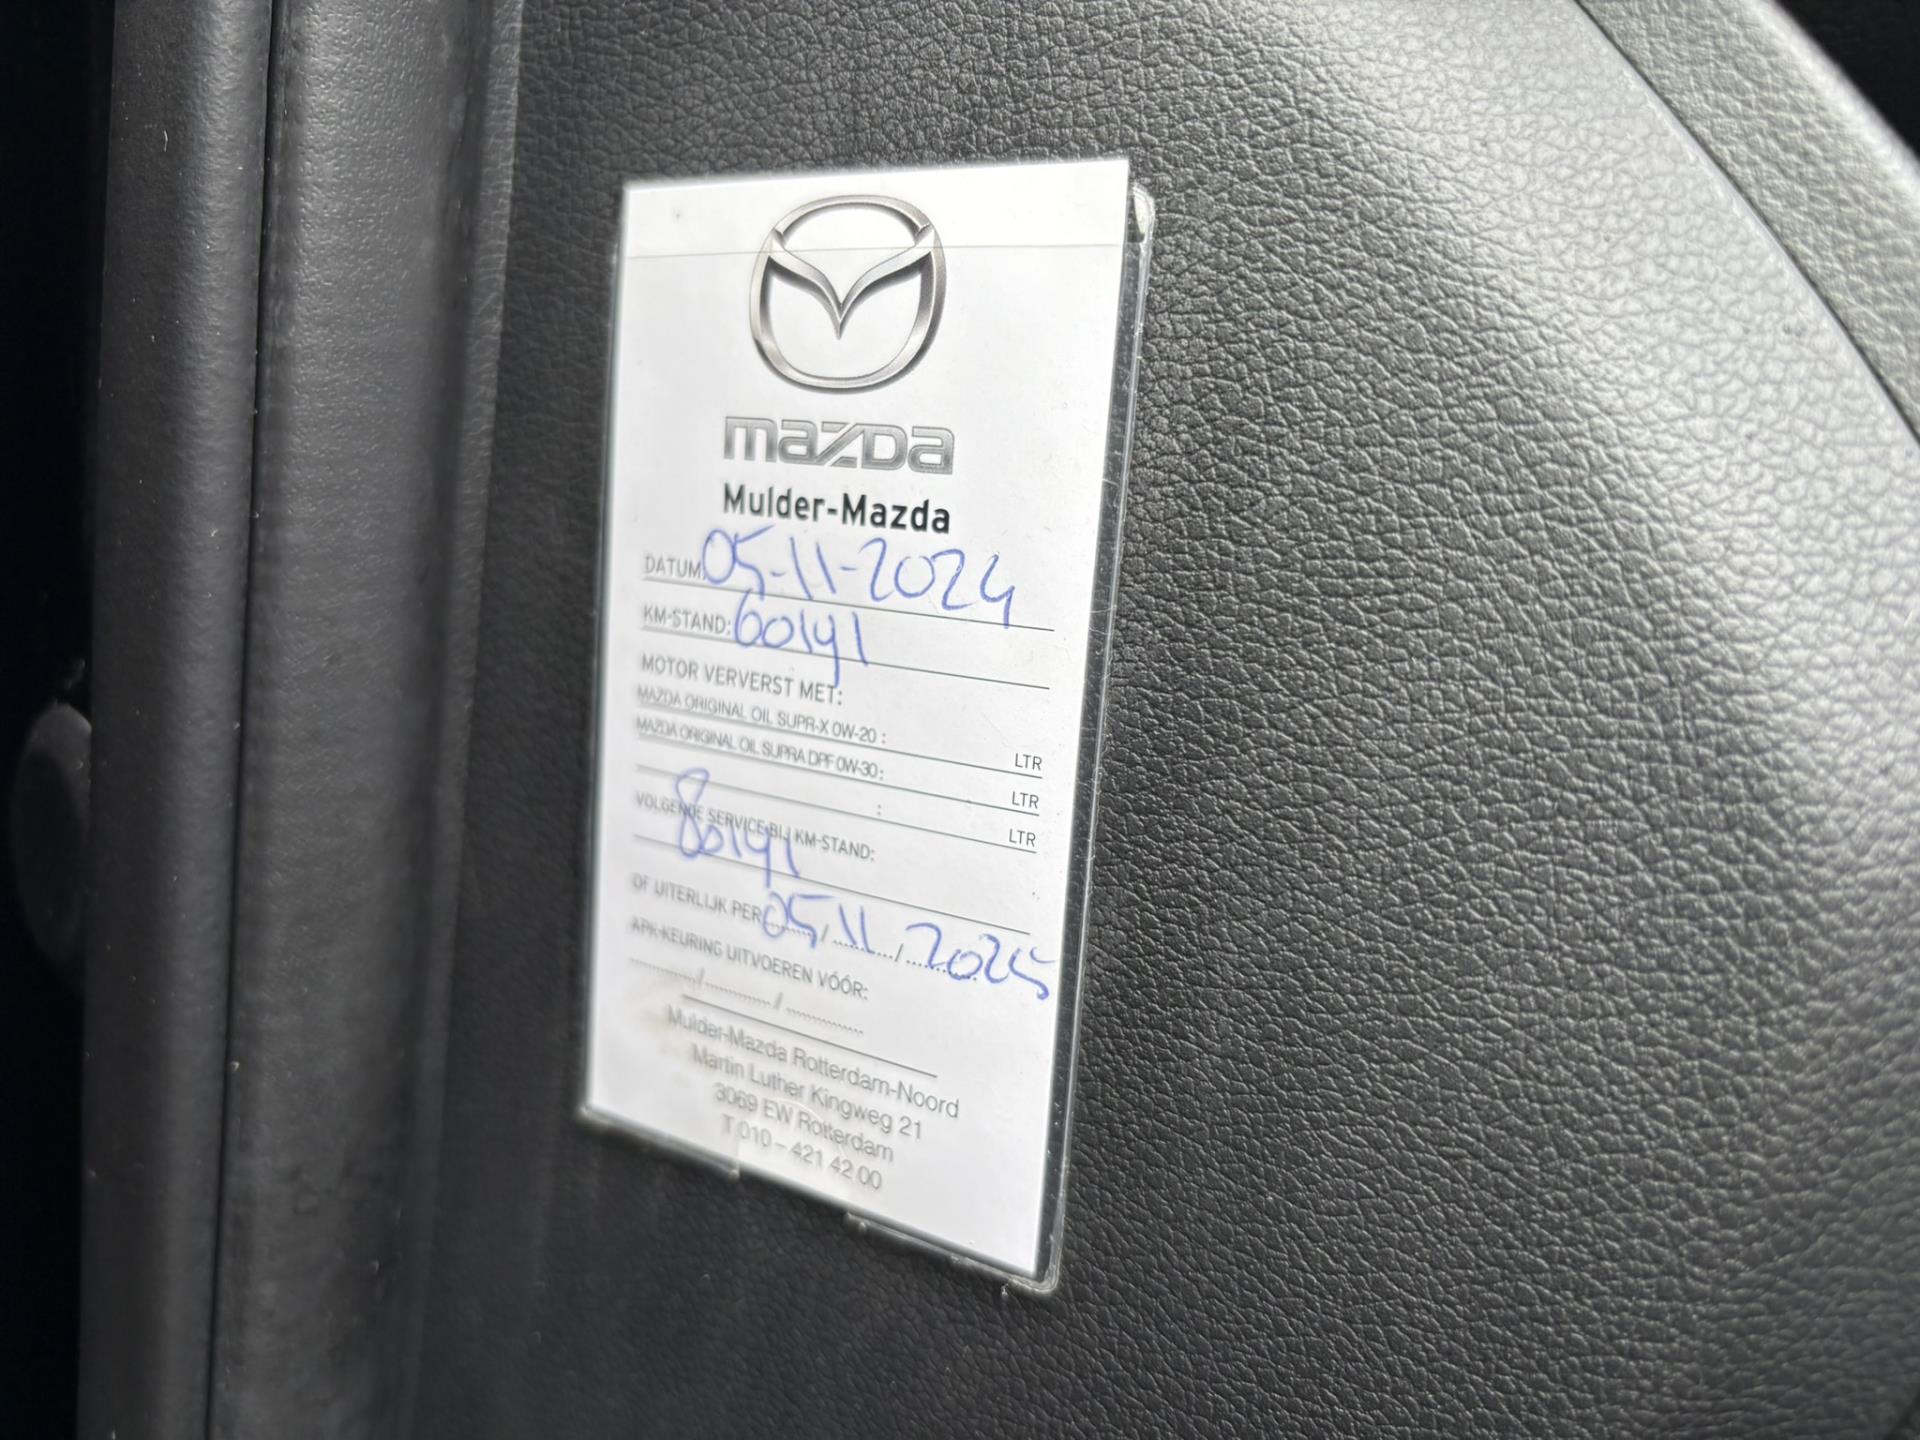 mazda
Mulder-Mazda
DATUM: 05-11-2024
KM-STAND: 60141
MOTOR VERVERST MET:
MAZDA ORIGINAL OIL SUPR-X 0W-20 : LTR
MAZDA ORIGINAL OIL SUPRA DPF 0W-30 : LTR
: LTR
VOLGENDE SERVICE BIJ KM-STAND:
80141
OF UITERLIJK PER 05/11/2025
APK-KEURING UITVOEREN VÓÓR:
............/............/............
Mulder-Mazda Rotterdam-Noord
Martin Luther Kingweg 21
3069 EW Rotterdam
T 010 – 421 42 00